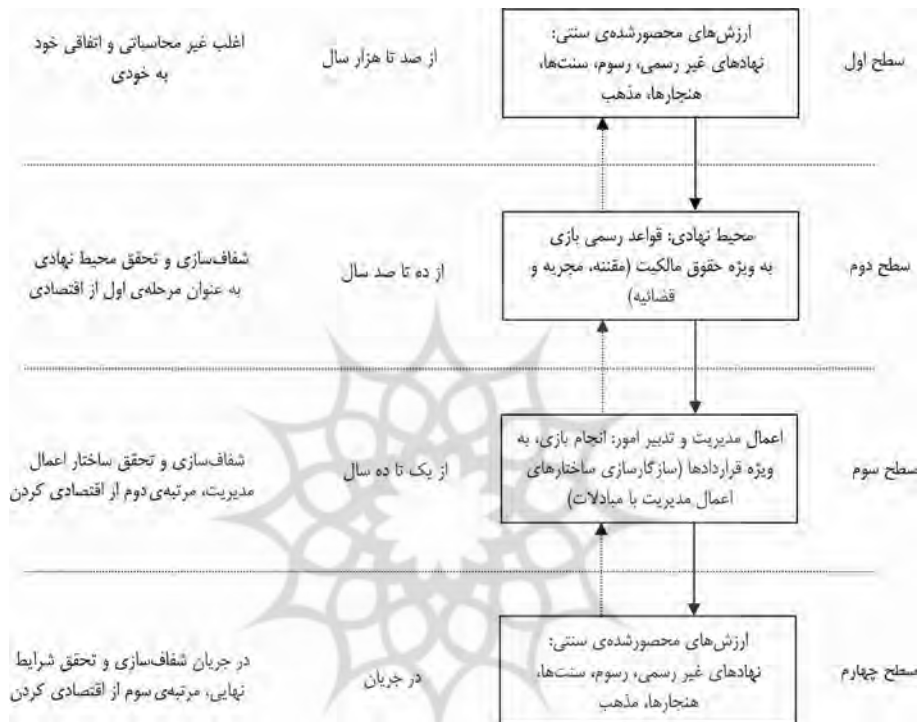 سطح اول
ارزش‌های محصورشده‌ی سنتی:
نهادهای غیر رسمی، رسوم، سنت‌ها،
هنجارها، مذهب
از صد تا هزار سال
اغلب غیر محاسباتی و اتفاقی خود
به خودی
سطح دوم
محیط نهادی: قواعد رسمی بازی
به ویژه حقوق مالکیت (مقننه، مجریه و
قضائیه)
از ده تا صد سال
شفاف‌سازی و تحقق محیط نهادی
به عنوان مرحله‌ی اول از اقتصادی
سطح سوم
اعمال مدیریت و تدبیر امور: انجام بازی، به
ویژه قراردادها (سازگارسازی ساختارهای
اعمال مدیریت با مبادلات)
از یک تا ده سال
شفاف‌سازی و تحقق ساختار اعمال
مدیریت، مرتبه‌ی دوم از اقتصادی کردن
سطح چهارم
ارزش‌های محصورشده‌ی سنتی:
نهادهای غیر رسمی، رسوم، سنت‌ها،
هنجارها، مذهب
در جریان
در جریان شفاف‌سازی و تحقق شرایط
نهایی، مرتبه‌ی سوم از اقتصادی کردن